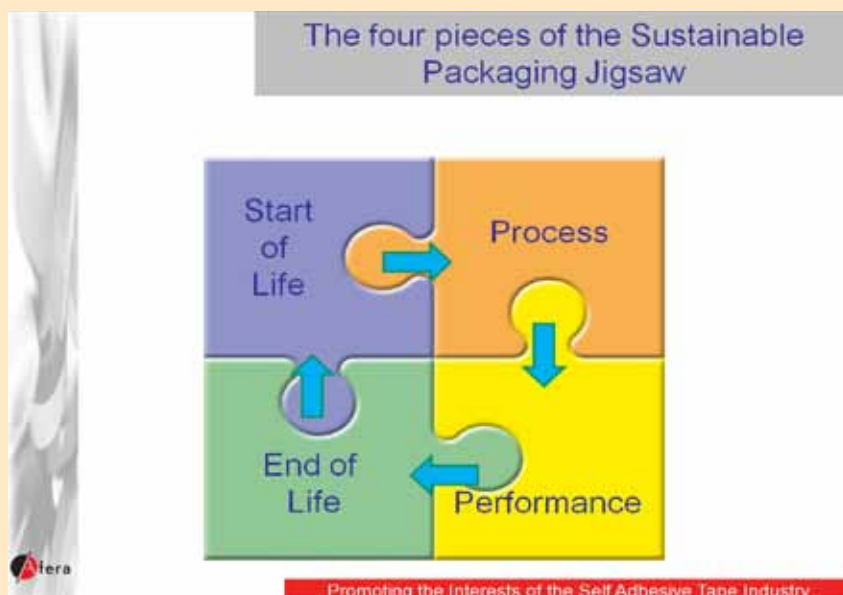 The four pieces of the Sustainable
Packaging Jigsaw
Start
of
Life
Process
End of
Life
Performance
Afera
Promoting the Interests of the Self Adhesive Tape Industry